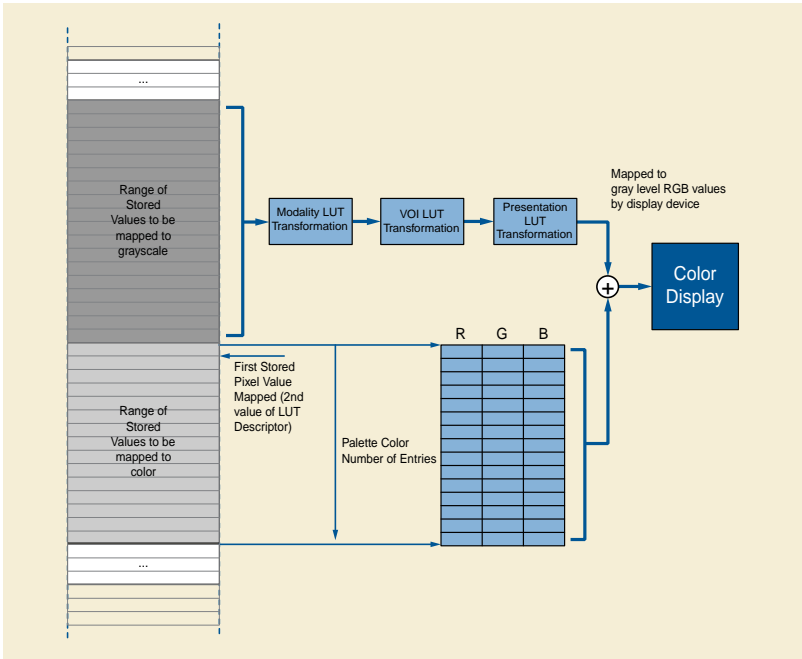 ...
Range of
Stored
Values to be
mapped to
grayscale
Modality LUT
Transformation
VOI LUT
Transformation
Presentation
LUT
Transformation
Mapped to
gray level RGB values
by display device
+
Color
Display
R G B
First Stored
Pixel Value
Mapped (2nd
value of LUT
Descriptor)
Palette Color
Number of Entries
Range of
Stored
Values to be
mapped to
color
...